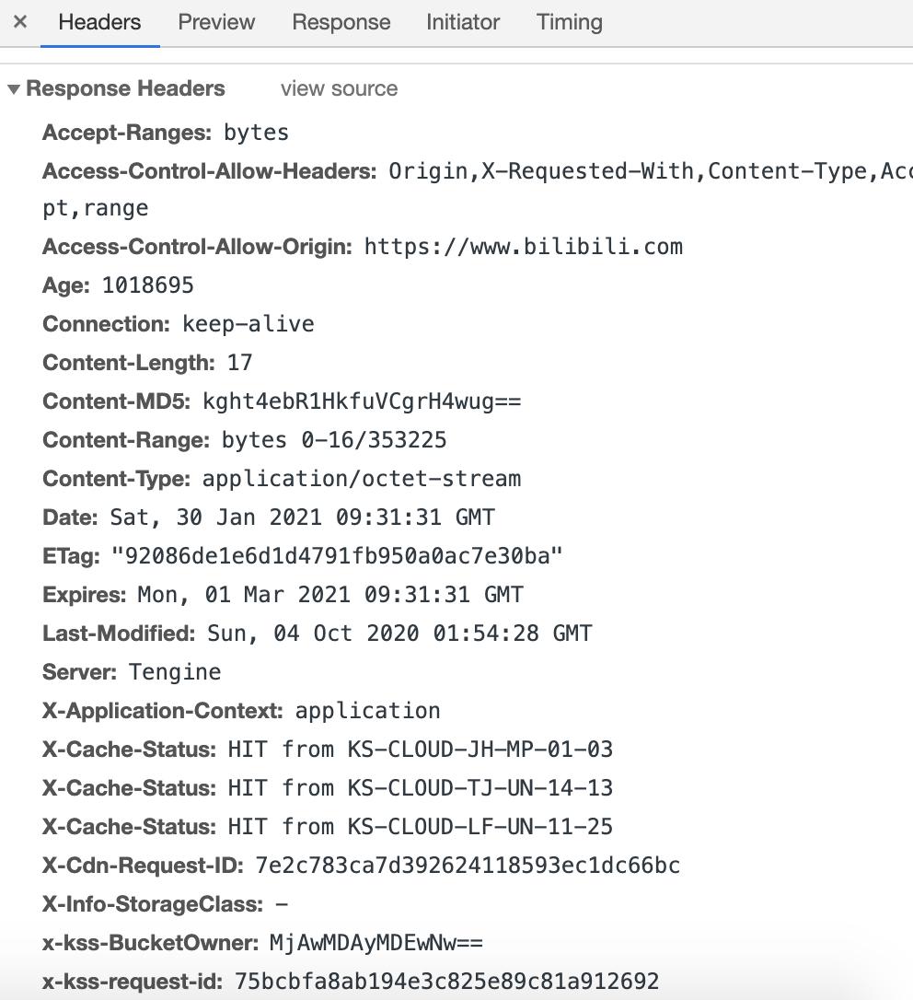 × Headers Preview Response Initiator Timing
▼ Response Headers view source
Accept-Ranges: bytes
Access-Control-Allow-Headers: Origin,X-Requested-With,Content-Type,Acc
pt,range
Access-Control-Allow-Origin: https://www.bilibili.com
Age: 1018695
Connection: keep-alive
Content-Length: 17
Content-MD5: kght4ebR1HkfuVCgrH4wug==
Content-Range: bytes 0-16/353225
Content-Type: application/octet-stream
Date: Sat, 30 Jan 2021 09:31:31 GMT
ETag: "92086de1e6d1d4791fb950a0ac7e30ba"
Expires: Mon, 01 Mar 2021 09:31:31 GMT
Last-Modified: Sun, 04 Oct 2020 01:54:28 GMT
Server: Tengine
X-Application-Context: application
X-Cache-Status: HIT from KS-CLOUD-JH-MP-01-03
X-Cache-Status: HIT from KS-CLOUD-TJ-UN-14-13
X-Cache-Status: HIT from KS-CLOUD-LF-UN-11-25
X-Cdn-Request-ID: 7e2c783ca7d392624118593ec1dc66bc
X-Info-StorageClass: –
x-kss-BucketOwner: MjAwMDAyMDEwNw==
x-kss-request-id: 75bcbfa8ab194e3c825e89c81a912692